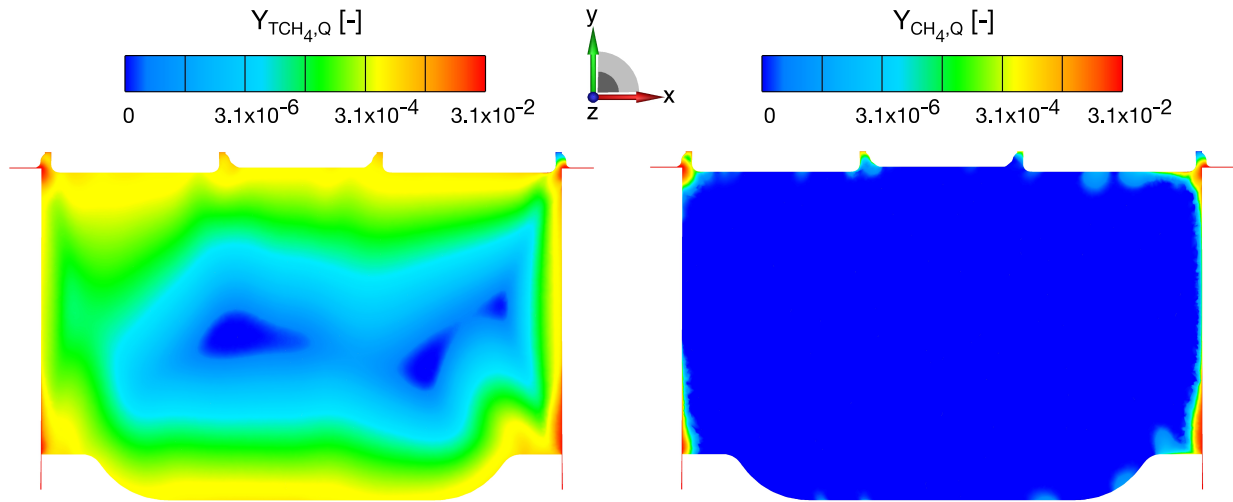 Y_TCH₄,Q [-]
y
Y_CH₄,Q [-]
x
z
0 3.1x10⁻⁶ 3.1x10⁻⁴ 3.1x10⁻²
0 3.1x10⁻⁶ 3.1x10⁻⁴ 3.1x10⁻²